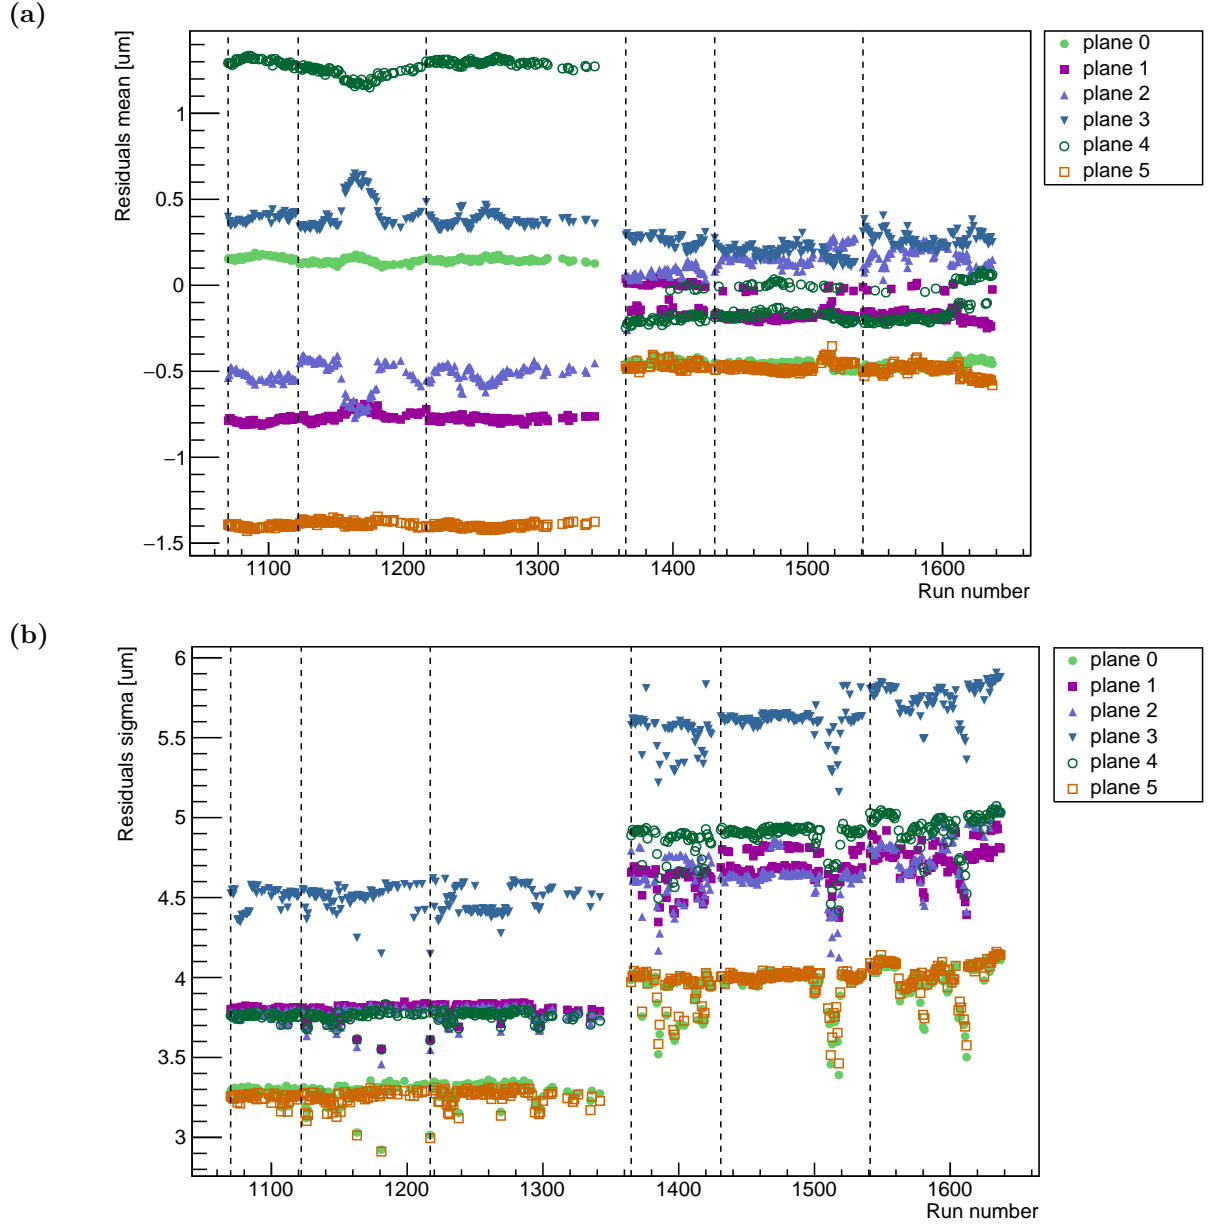 (a)
Residuals mean [um]
1
0.5
0
−0.5
−1
−1.5
1100 1200 1300 1400 1500 1600
Run number
plane 0
plane 1
plane 2
plane 3
plane 4
plane 5
(b)
Residuals sigma [um]
6
5.5
5
4.5
4
3.5
3
1100 1200 1300 1400 1500 1600
Run number
plane 0
plane 1
plane 2
plane 3
plane 4
plane 5